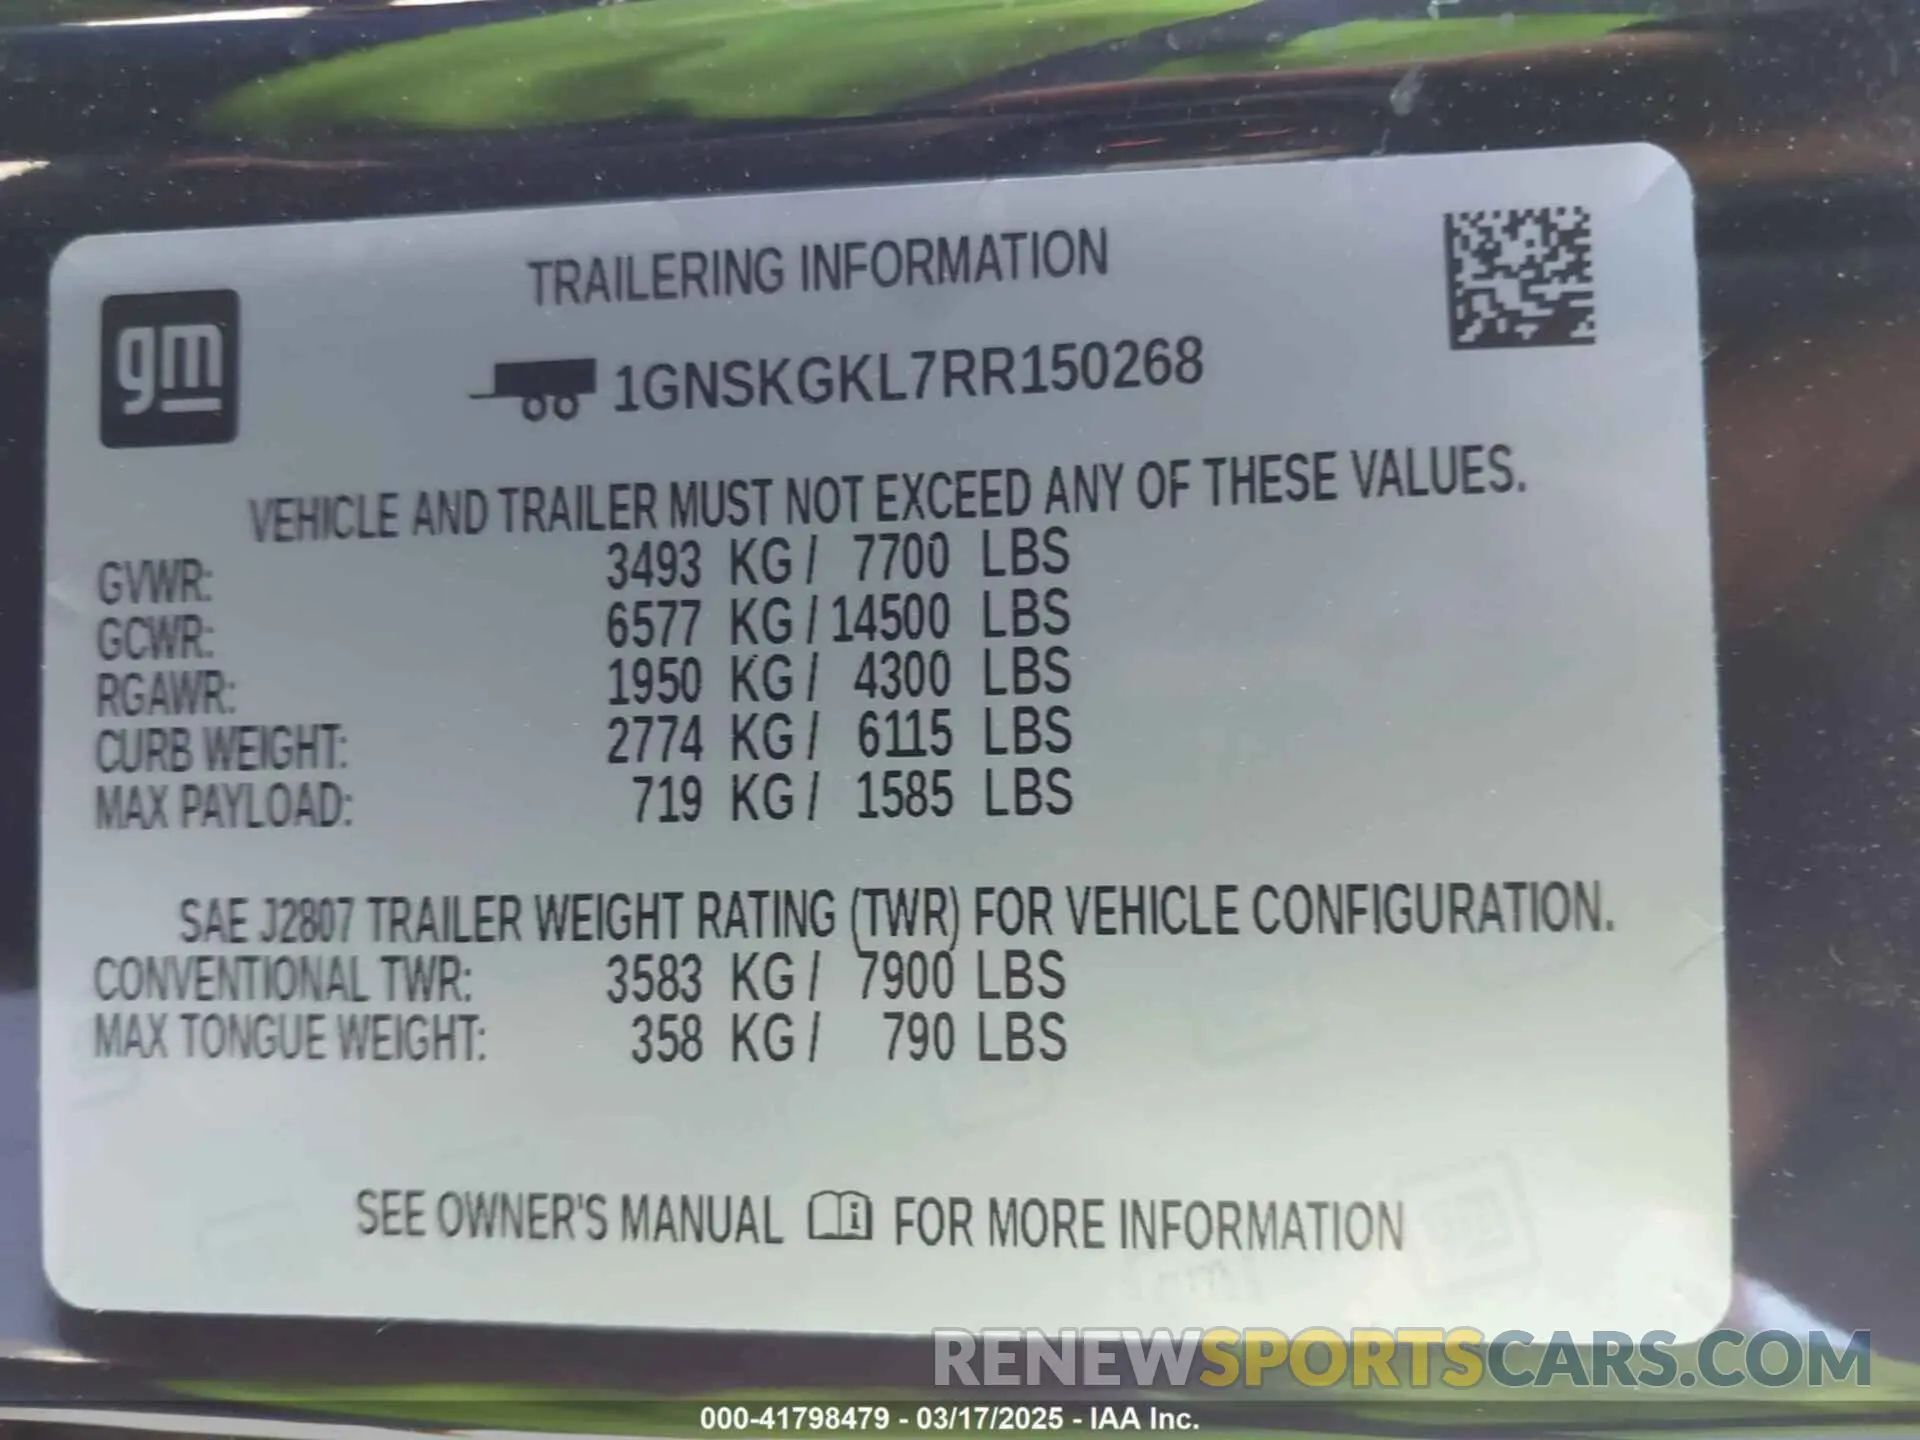 TRAILERING INFORMATION
gm
1GNSKGKL7RR150268
VEHICLE AND TRAILER MUST NOT EXCEED ANY OF THESE VALUES.
GVWR: 3493 KG / 7700 LBS
GCWR: 6577 KG / 14500 LBS
RGAWR: 1950 KG / 4300 LBS
CURB WEIGHT: 2774 KG / 6115 LBS
MAX PAYLOAD: 719 KG / 1585 LBS
SAE J2807 TRAILER WEIGHT RATING (TWR) FOR VEHICLE CONFIGURATION.
CONVENTIONAL TWR: 3583 KG / 7900 LBS
MAX TONGUE WEIGHT: 358 KG / 790 LBS
SEE OWNER'S MANUAL FOR MORE INFORMATION
RENEWSPORTSCARS.COM
000-41798479 - 03/17/2025 - IAA Inc.